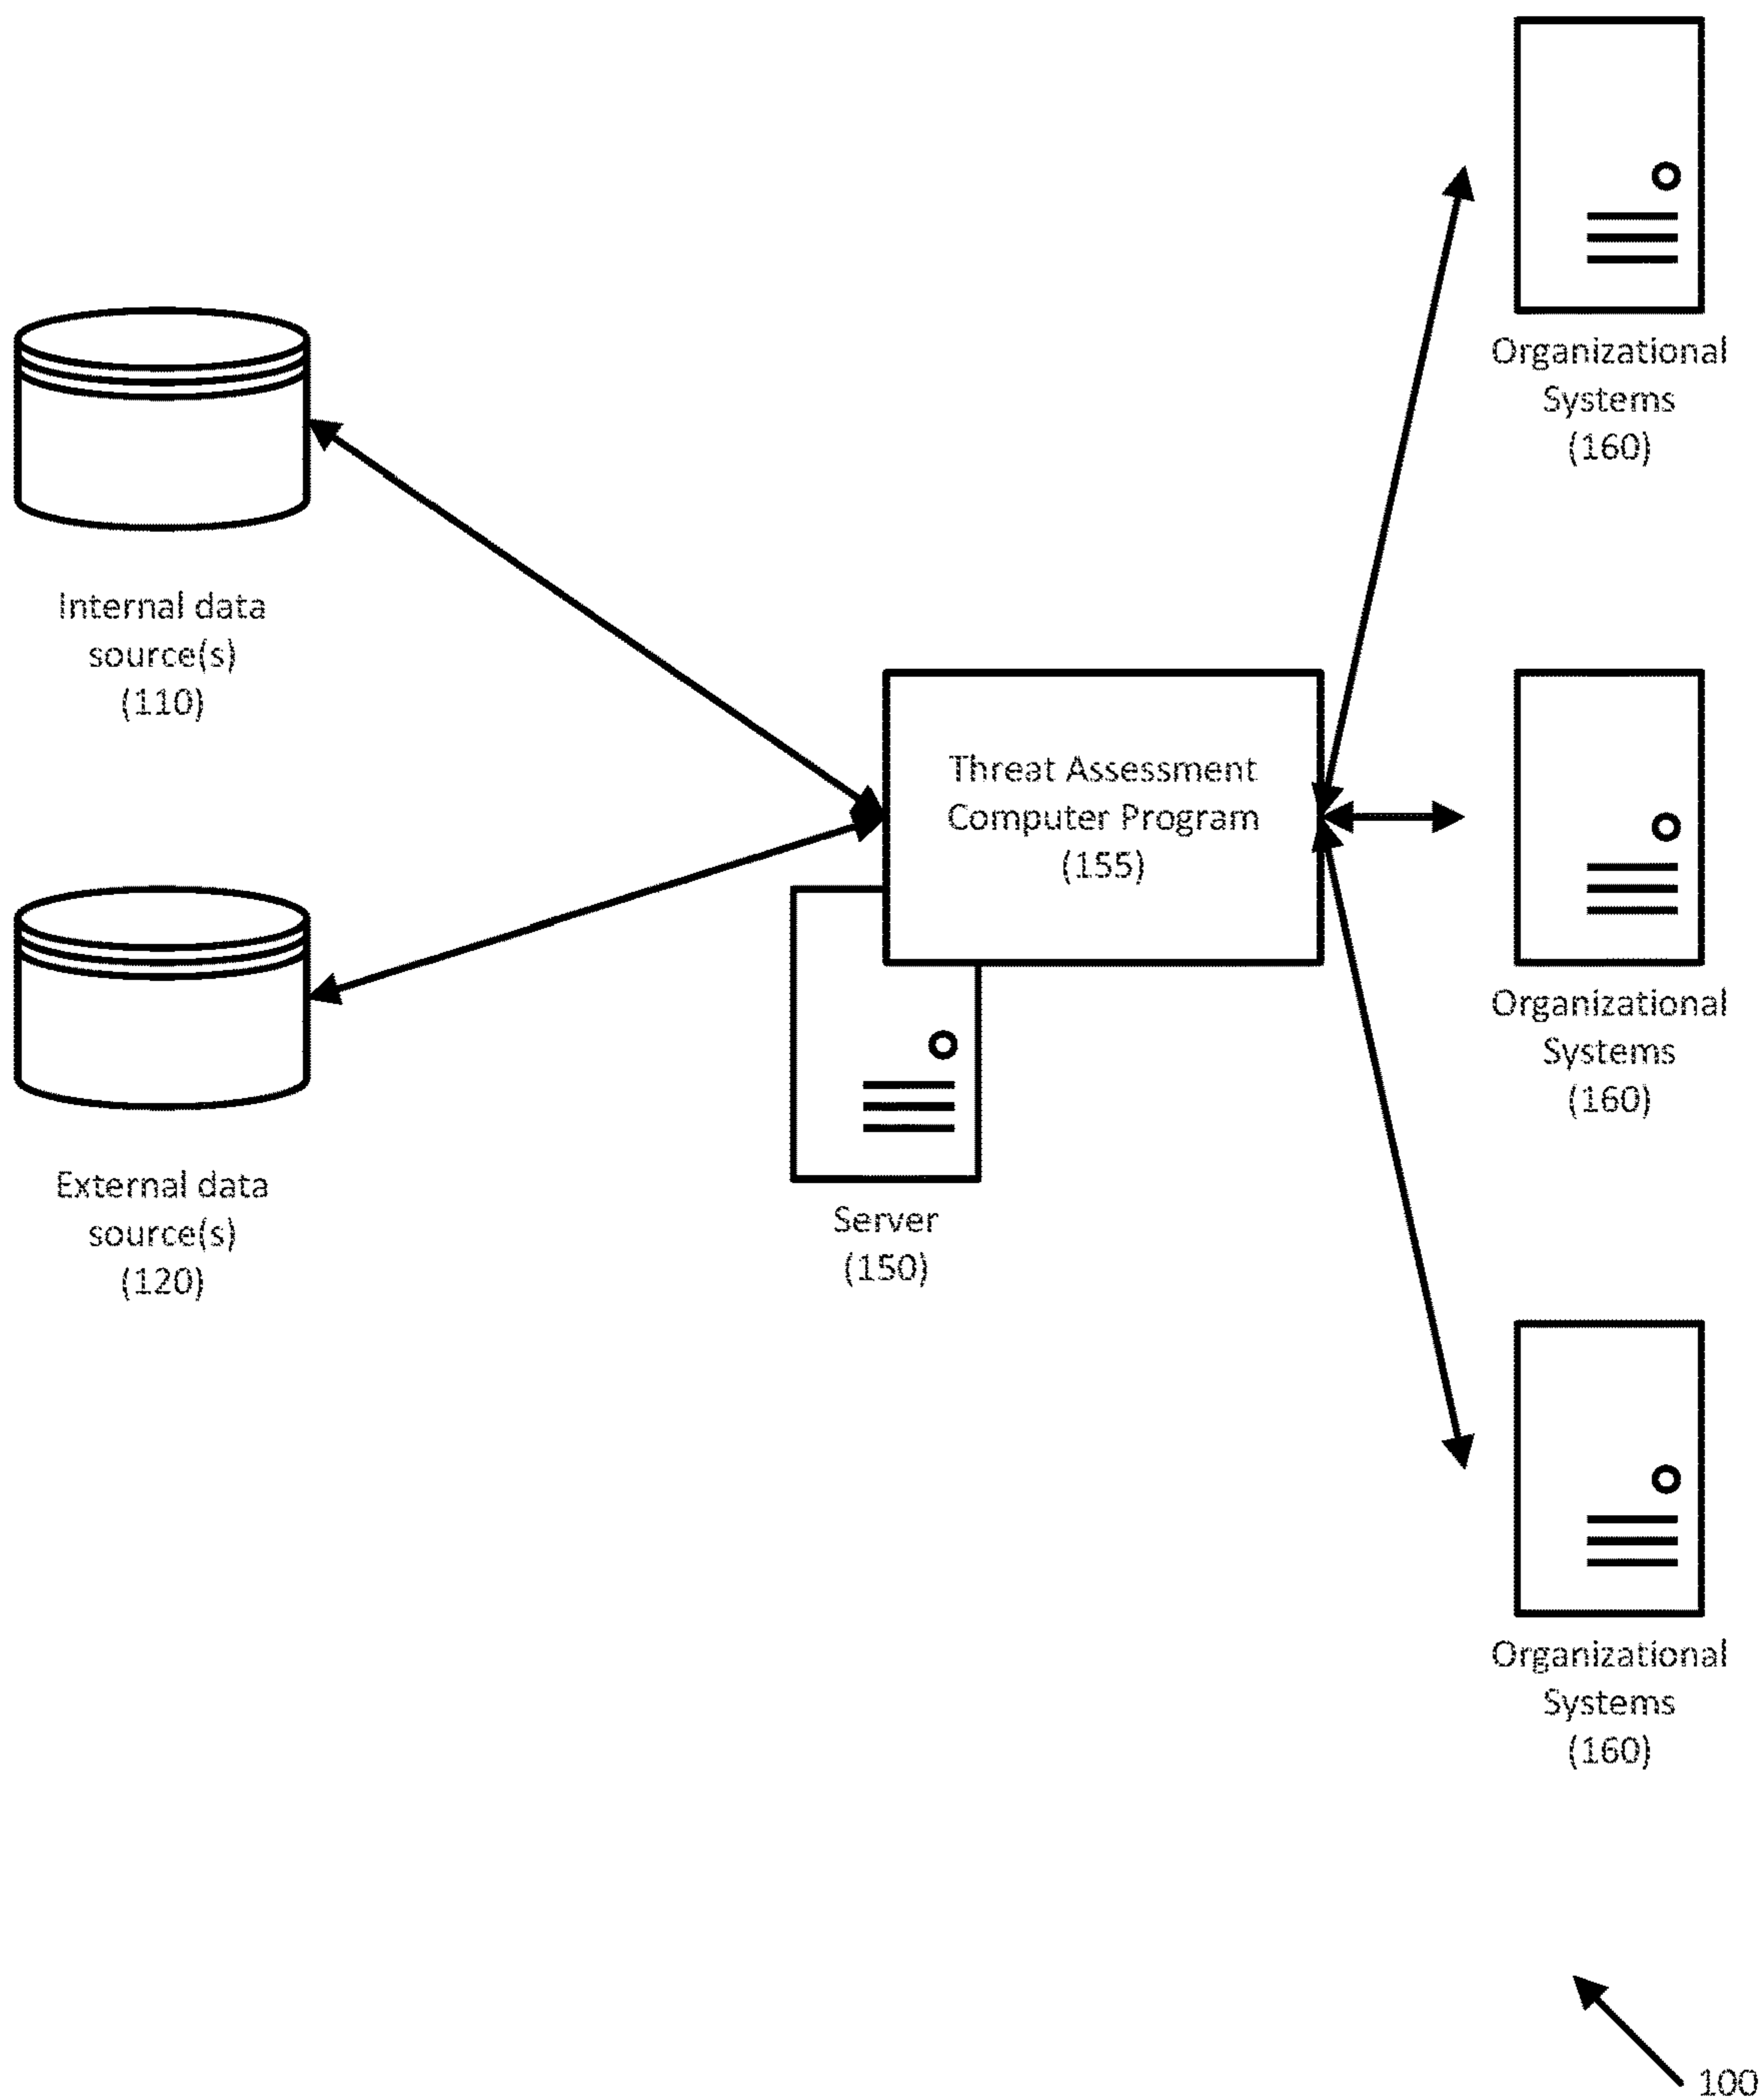 Organizational
Systems
(160)
Internal data
source(s)
(110)
Threat Assessment
Computer Program
(155)
Organizational
Systems
(160)
External data
source(s)
(120)
Server
(150)
Organizational
Systems
(160)
100